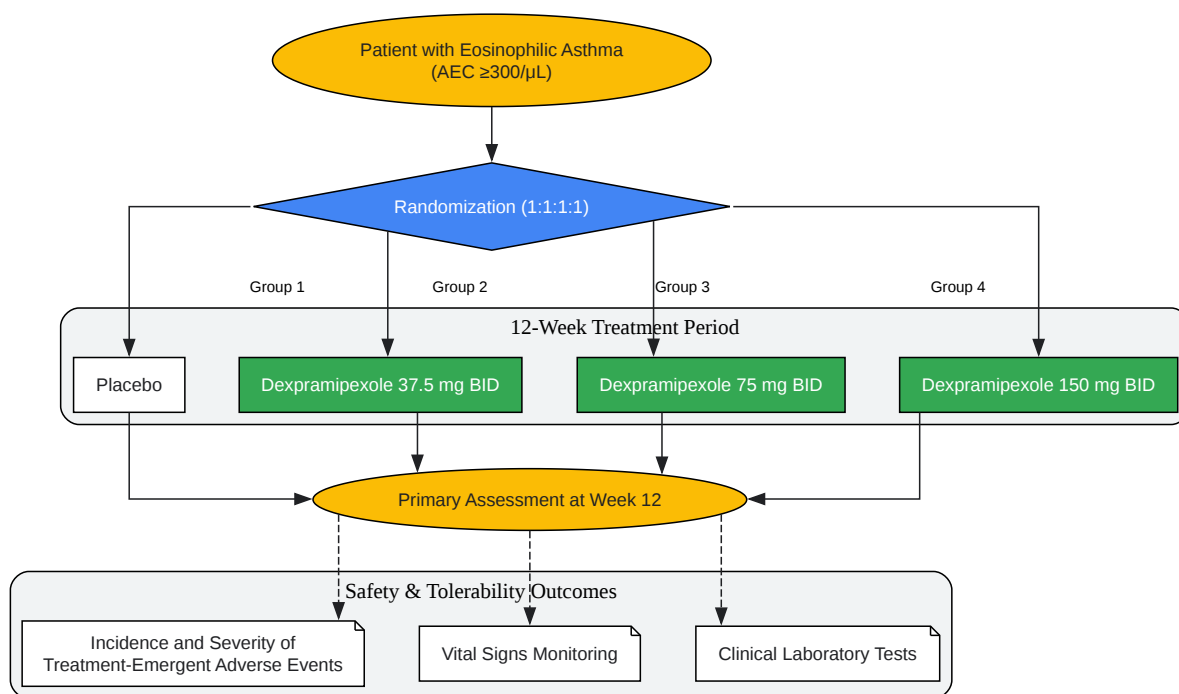 Patient with Eosinophilic Asthma
(AEC ≥300/μL)
Randomization (1:1:1:1)
Group 1
Group 2
Group 3
Group 4
12-Week Treatment Period
Placebo
Dexpramipexole 37.5 mg BID
Dexpramipexole 75 mg BID
Dexpramipexole 150 mg BID
Primary Assessment at Week 12
Safety & Tolerability Outcomes
Incidence and Severity of
Treatment-Emergent Adverse Events
Vital Signs Monitoring
Clinical Laboratory Tests